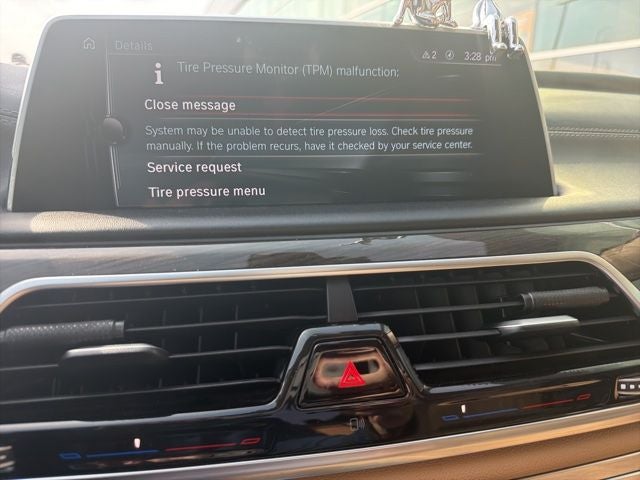 Details
2 3:28 pm
Tire Pressure Monitor (TPM) malfunction:
Close message
System may be unable to detect tire pressure loss. Check tire pressure
manually. If the problem recurs, have it checked by your service center.
Service request
Tire pressure menu